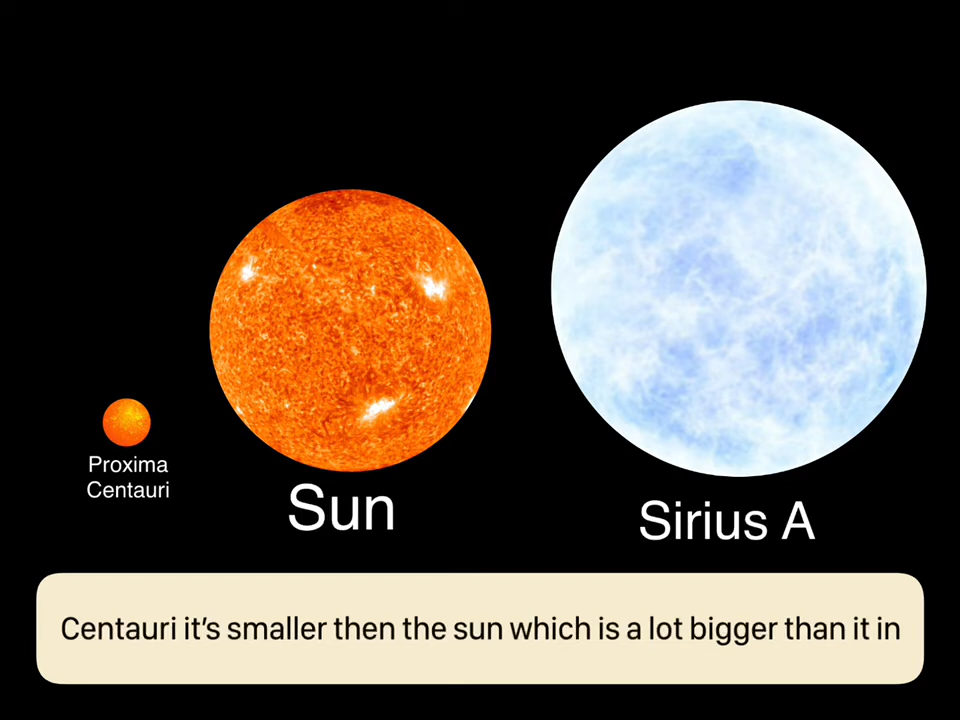 Proxima
Centauri
Sun
Sirius A
Centauri it's smaller then the sun which is a lot bigger than it in